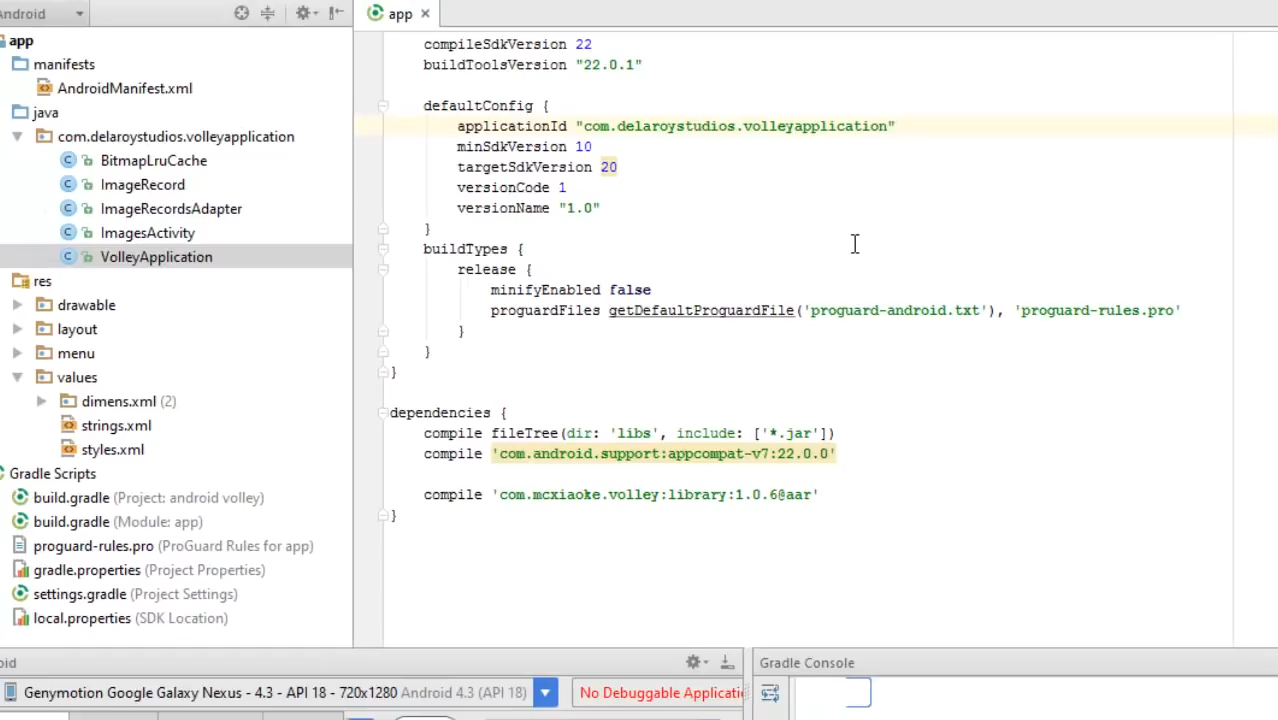 Android
app
app
manifests
AndroidManifest.xml
java
com.delaroystudios.volleyapplication
BitmapLruCache
ImageRecord
ImageRecordsAdapter
ImagesActivity
VolleyApplication
res
drawable
layout
menu
values
dimens.xml (2)
strings.xml
styles.xml
Gradle Scripts
build.gradle (Project: android volley)
build.gradle (Module: app)
proguard-rules.pro (ProGuard Rules for app)
gradle.properties (Project Properties)
settings.gradle (Project Settings)
local.properties (SDK Location)
compileSdkVersion 22
buildToolsVersion "22.0.1"
defaultConfig {
applicationId "com.delaroystudios.volleyapplication"
minSdkVersion 10
targetSdkVersion 20
versionCode 1
versionName "1.0"
}
buildTypes {
release {
minifyEnabled false
proguardFiles getDefaultProguardFile('proguard-android.txt'), 'proguard-rules.pro'
}
}
}
dependencies {
compile fileTree(dir: 'libs', include: ['*.jar'])
compile 'com.android.support:appcompat-v7:22.0.0'
compile 'com.mcxiaoke.volley:library:1.0.6@aar'
}
oid
Genymotion Google Galaxy Nexus - 4.3 - API 18 - 720x1280 Android 4.3 (API 18)
No Debuggable Applicati
Gradle Console